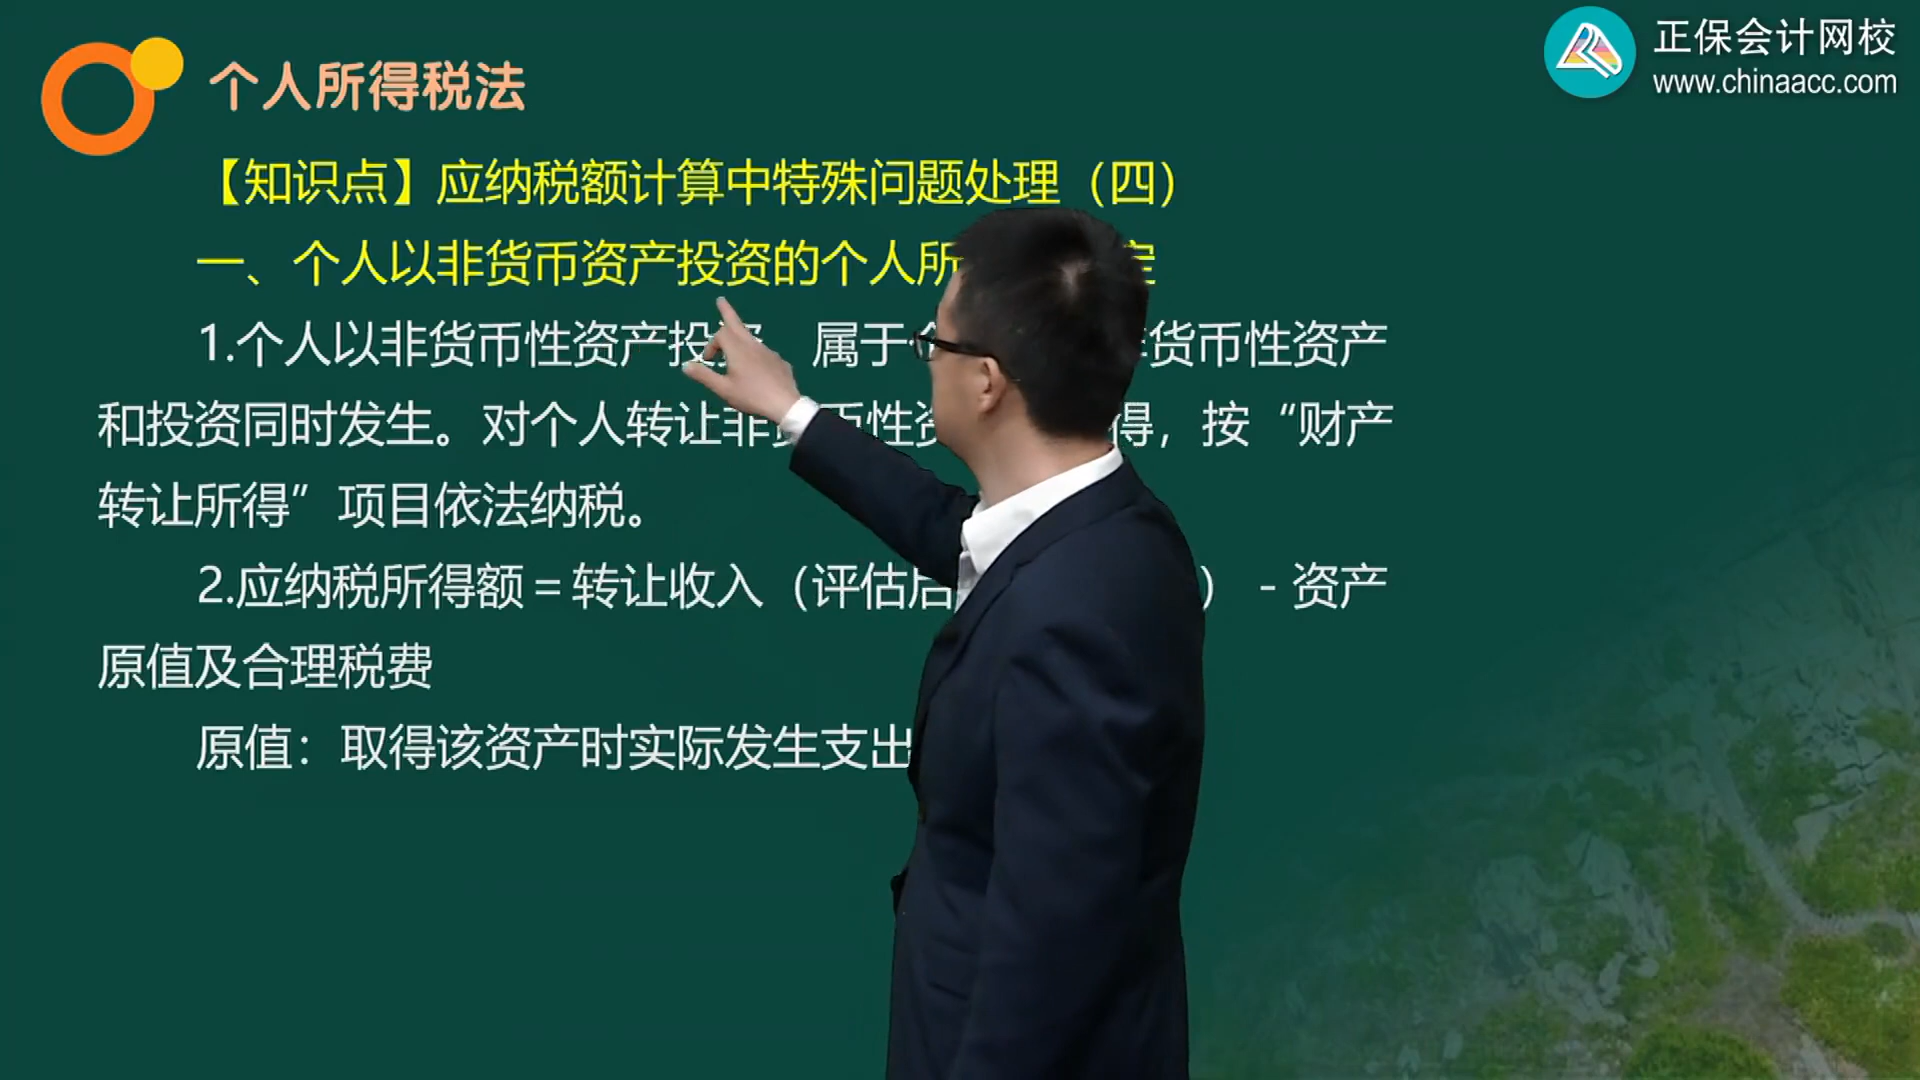 个人所得税法
正保会计网校
www.chinaacc.com
【知识点】应纳税额计算中特殊问题处理（四）
一、个人以非货币资产投资的个人所
1.个人以非货币性资产投资 属于 非货币性资产
和投资同时发生。对个人转让非货币性资 得，按“财产
转让所得”项目依法纳税。
2.应纳税所得额＝转让收入（评估后 ）-资产
原值及合理税费
原值：取得该资产时实际发生支出